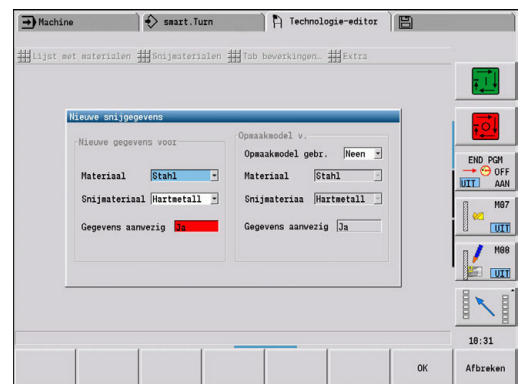 Machine smart.Turn Technologie-editor
Lijst met materialen Snijmaterialen Tab bewerkingen… Extra
Nieuwe snijgegevens
Nieuwe gegevens voor
Materiaal Stahl
Snijmateriaal Hartmetall
Gegevens aanwezig Ja
Opmaakmodel v.
Opmaakmodel gebr. Neen
Materiaal Stahl
Snijmateriaa Hartmetall
Gegevens aanwezig Ja
END PGM
OFF
UIT AAN
M07
UIT
M08
UIT
10:31
OK Afbreken